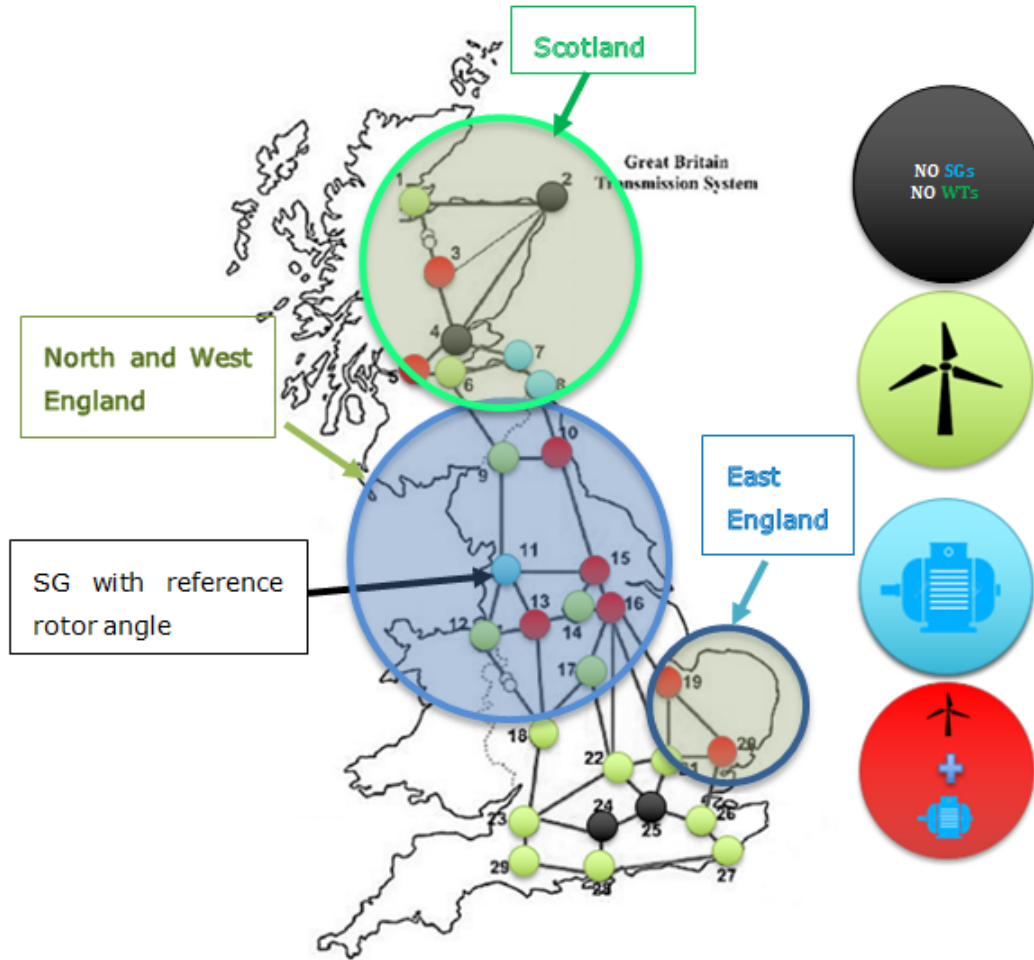 Scotland
Great Britain
Transmission System
NO SGs
NO WTs
1
2
3
4
5
6
7
8
North and West
England
9
10
East
England
SG with reference
rotor angle
11
12
13
14
15
16
17
18
19
20
21
22
23
24
25
26
27
28
29